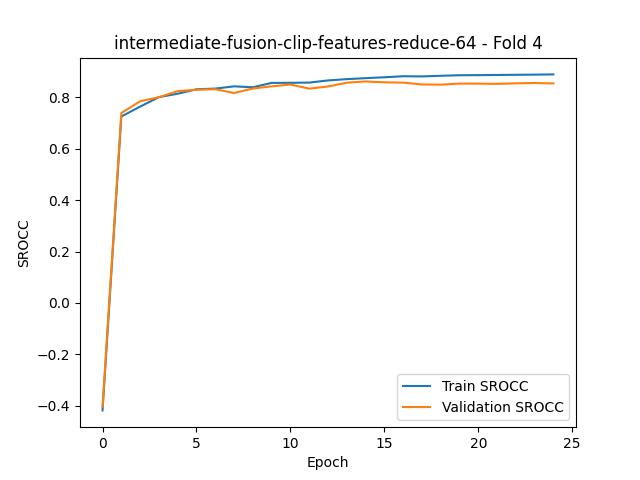 intermediate-fusion-clip-features-reduce-64 - Fold 4
SROCC
0.8
0.6
0.4
0.2
0.0
−0.2
−0.4
Train SROCC
Validation SROCC
0 5 10 15 20 25
Epoch